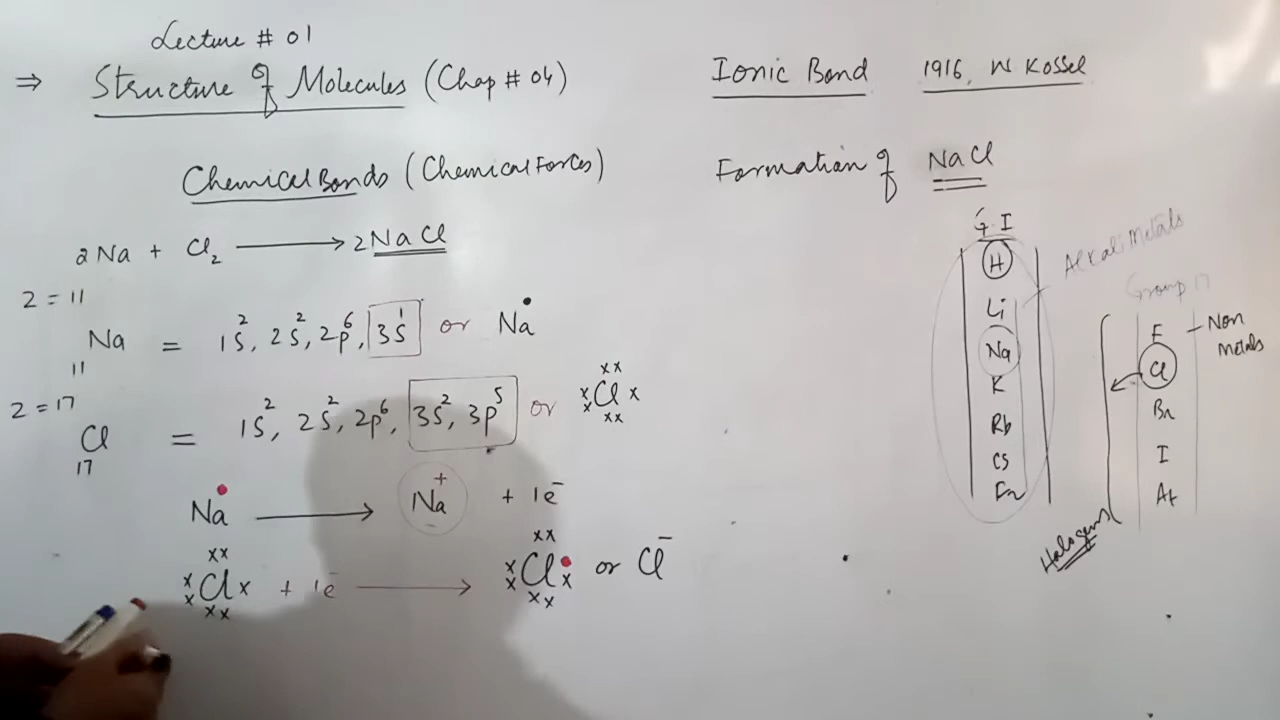 Lecture # 01
⇒ Structure of Molecules (Chap # 04)
Chemical Bonds (Chemical Forces)
2Na + Cl₂ ⟶ 2NaCl
Z = 11
Na = 1S², 2S², 2p⁶, 3S¹ or Na•
11
Z = 17
Cl = 1S², 2S², 2p⁶, 3S², 3p⁵ or Cl
17
Na• ⟶ Na⁺ + 1e⁻
Cl + 1e⁻ ⟶ Cl or Cl⁻
Ionic Bond 1916, W Kossel
Formation of NaCl
G I
H
Li
Na
K
Rb
Cs
Fr
Alkali Metals
Group 17
F
Cl
Br
I
At
Non
Metals
Halogens